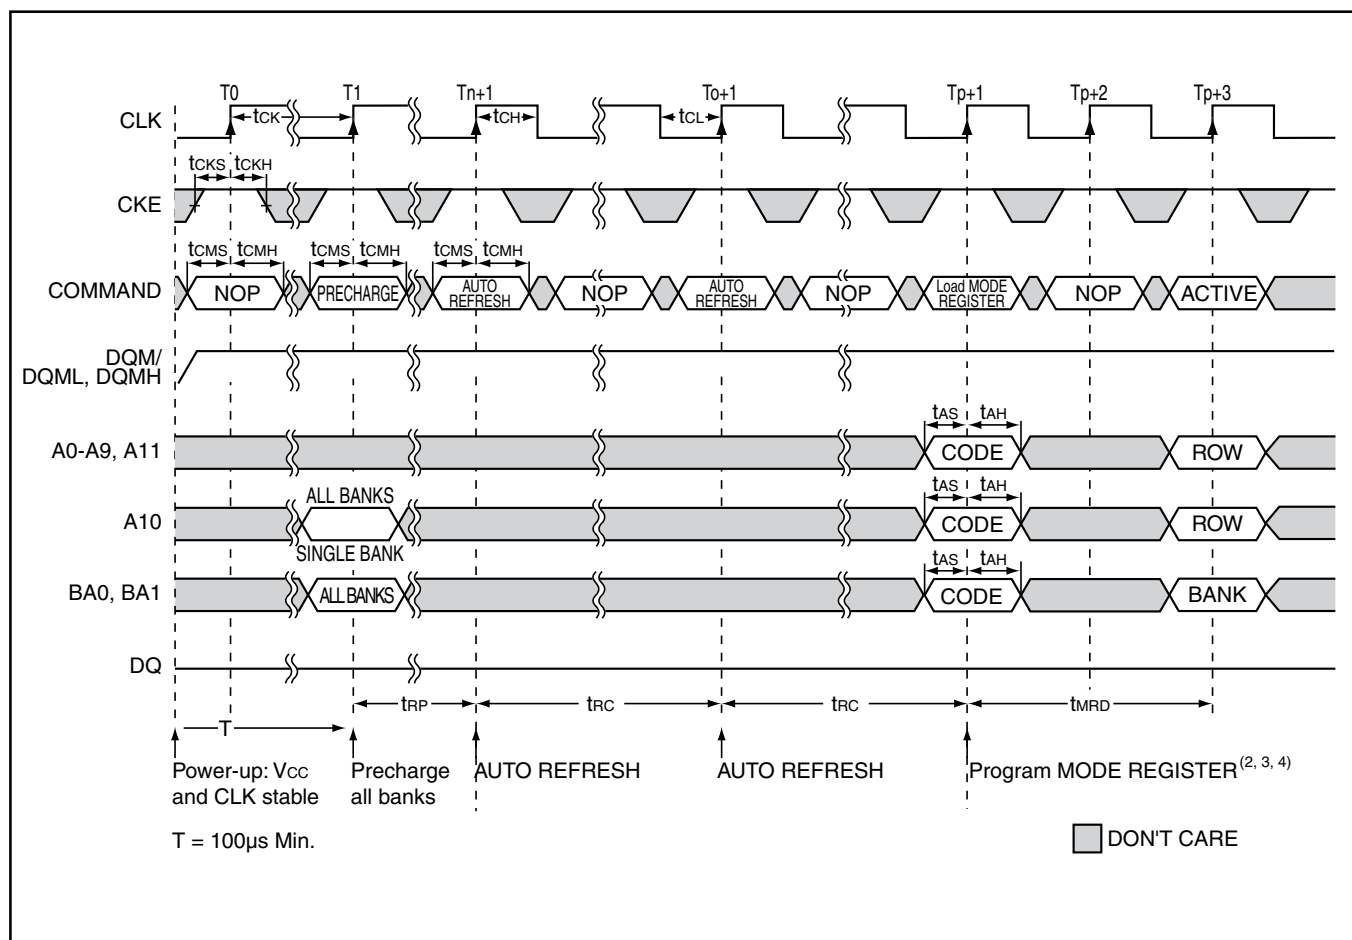 T0 T1 Tn+1 To+1 Tp+1 Tp+2 Tp+3
CLK tCK tCH tCL
tCKS tCKH
CKE
tCMS tCMH tCMS tCMH tCMS tCMH
COMMAND NOP PRECHARGE AUTO REFRESH NOP AUTO REFRESH NOP Load MODE REGISTER NOP ACTIVE
DQM/
DQML, DQMH
tAS tAH
A0-A9, A11 CODE ROW
ALL BANKS tAS tAH
A10 CODE ROW
SINGLE BANK tAS tAH
BA0, BA1 ALL BANKS CODE BANK
DQ
tRP tRC tRC tMRD
T
Power-up: VCC Precharge AUTO REFRESH AUTO REFRESH Program MODE REGISTER(2, 3, 4)
and CLK stable all banks
T = 100µs Min. DON'T CARE